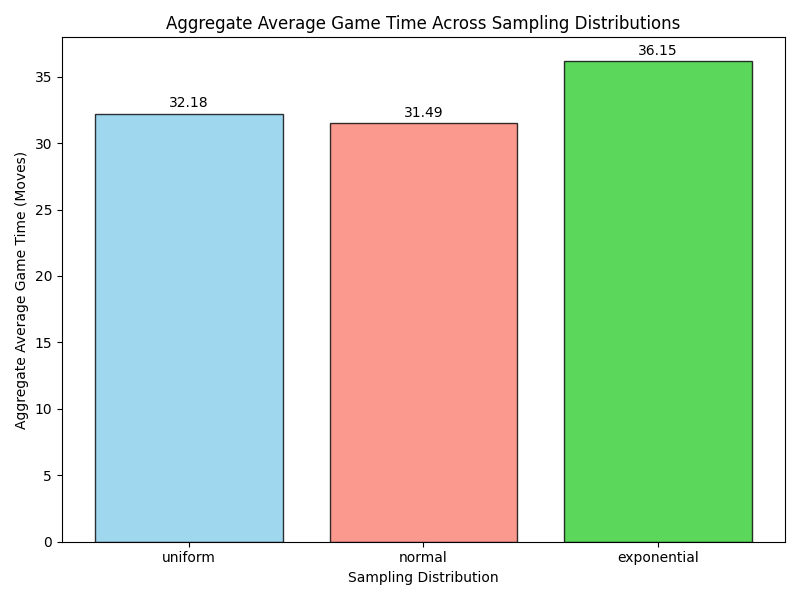 Aggregate Average Game Time Across Sampling Distributions
36.15
32.18
31.49
35
30
25
20
15
10
5
0
Aggregate Average Game Time (Moves)
uniform
normal
exponential
Sampling Distribution